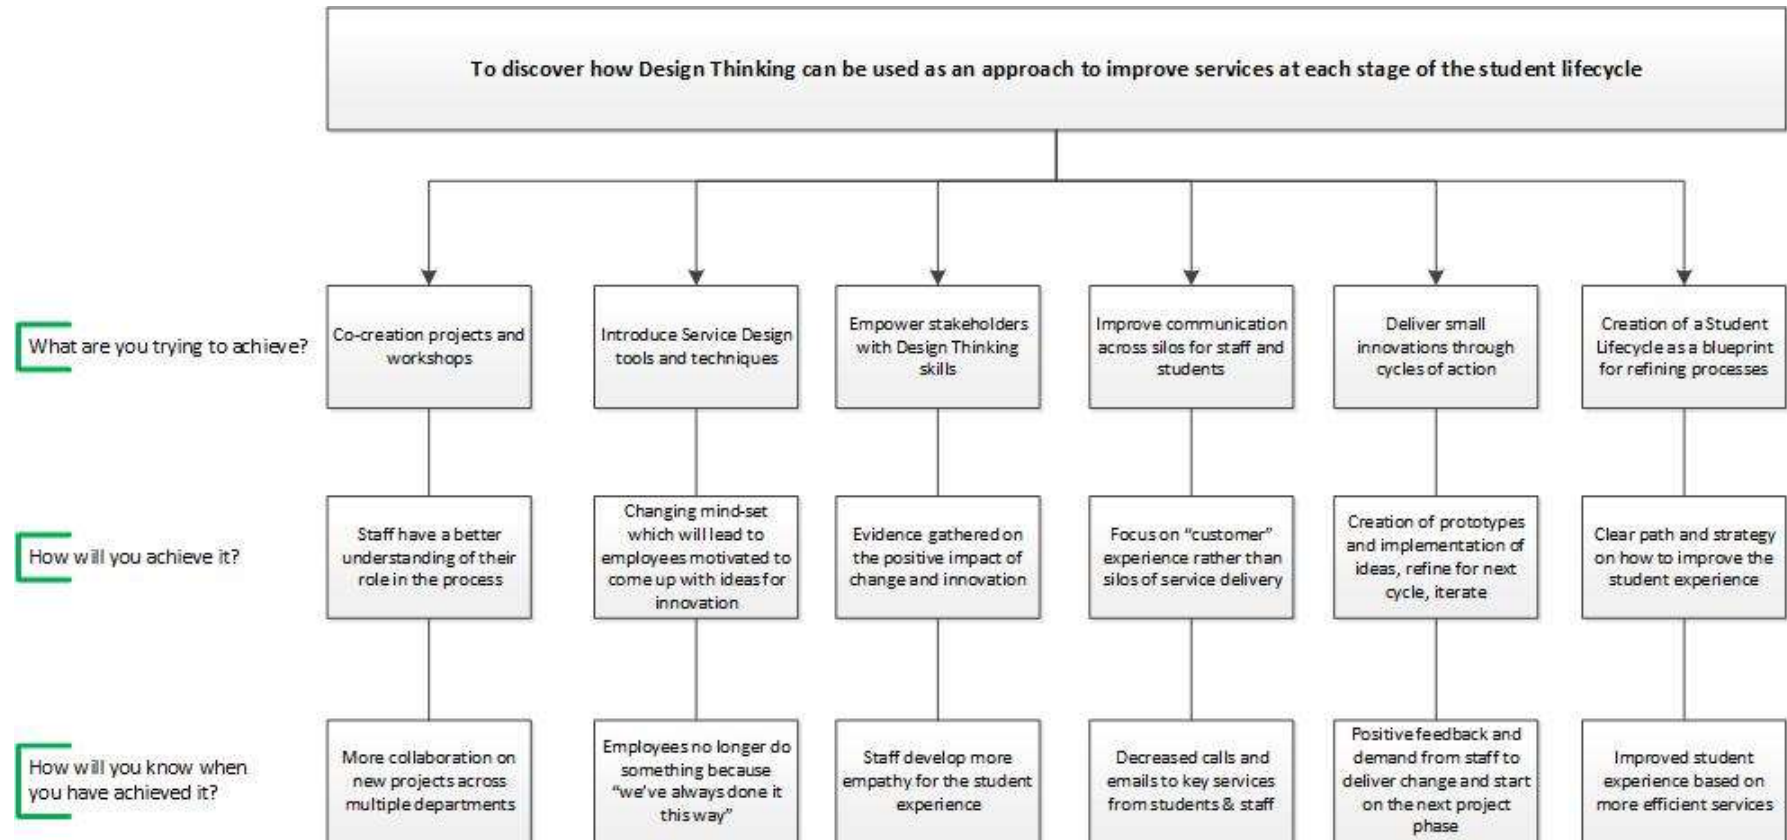 To discover how Design Thinking can be used as an approach to improve services at each stage of the student lifecycle
What are you trying to achieve?
Co-creation projects and
workshops
Introduce Service Design
tools and techniques
Empower stakeholders
with Design Thinking
skills
Improve communication
across silos for staff and
students
Deliver small
innovations through
cycles of action
Creation of a Student
Lifecycle as a blueprint
for refining processes
How will you achieve it?
Staff have a better
understanding of their
role in the process
Changing mind-set
which will lead to
employees motivated to
come up with ideas for
innovation
Evidence gathered on
the positive impact of
change and innovation
Focus on “customer”
experience rather than
silos of service delivery
Creation of prototypes
and implementation of
ideas, refine for next
cycle, iterate
Clear path and strategy
on how to improve the
student experience
How will you know when
you have achieved it?
More collaboration on
new projects across
multiple departments
Employees no longer do
something because
“we’ve always done it
this way”
Staff develop more
empathy for the student
experience
Decreased calls and
emails to key services
from students & staff
Positive feedback and
demand from staff to
deliver change and start
on the next project
phase
Improved student
experience based on
more efficient services